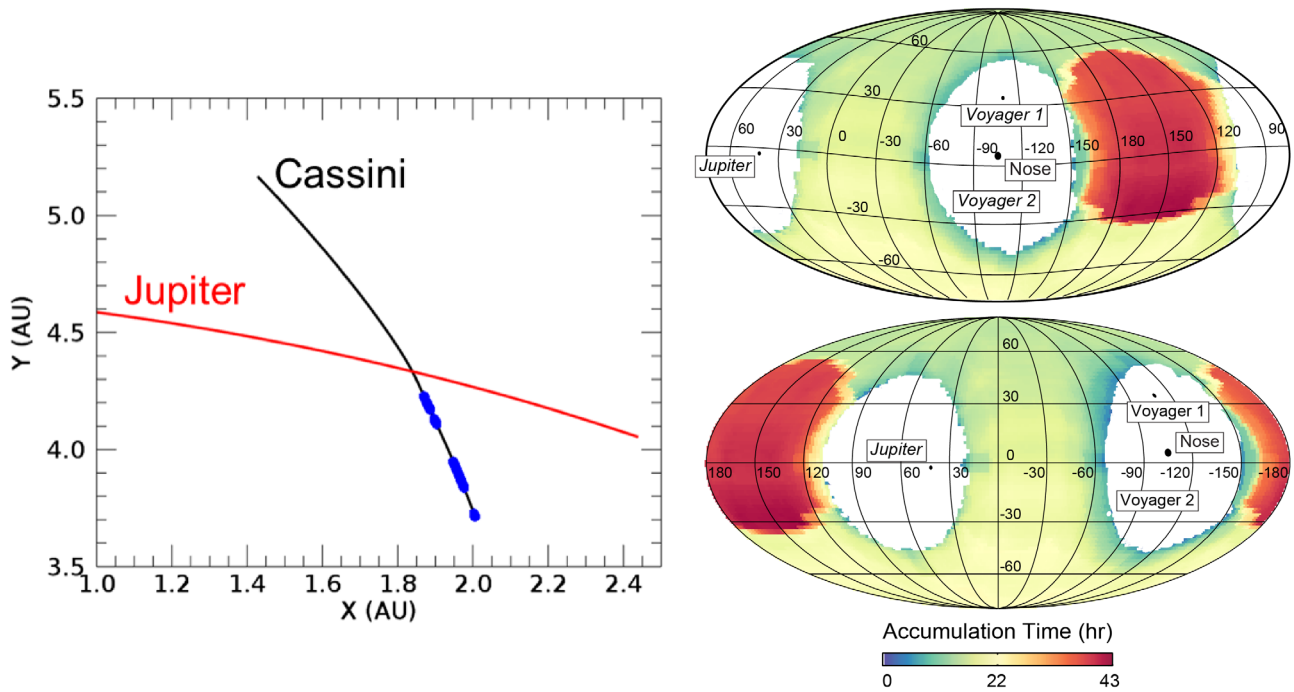 5.5
5.0
4.5
4.0
3.5
Y (AU)
1.0 1.2 1.4 1.6 1.8 2.0 2.2 2.4
X (AU)
Cassini
Jupiter
60
30
60 30 0 -30 -60 -90 -120 -150 180 150 120 90
-30
-60
Voyager 1
Jupiter
Nose
Voyager 2
60
30
0
180 150 120 90 30 -30 -60 -90 -120 -150 -180
-30
-60
Voyager 1
Jupiter
Nose
Voyager 2
Accumulation Time (hr)
0 22 43